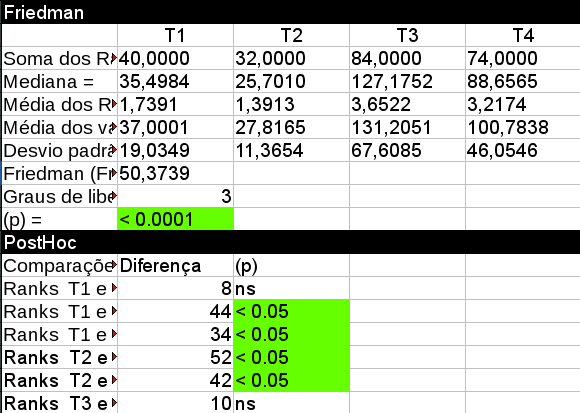 Friedman
T1 T2 T3 T4
Soma dos R 40,0000 32,0000 84,0000 74,0000
Mediana = 35,4984 25,7010 127,1752 88,6565
Média dos R 1,7391 1,3913 3,6522 3,2174
Média dos va 37,0001 27,8165 131,2051 100,7838
Desvio padrã 19,0349 11,3654 67,6085 46,0546
Friedman (Fr 50,3739
Graus de libe 3
(p) = < 0.0001
PostHoc
Comparaçõe Diferença (p)
Ranks T1 e 8 ns
Ranks T1 e 44 < 0.05
Ranks T1 e 34 < 0.05
Ranks T2 e 52 < 0.05
Ranks T2 e 42 < 0.05
Ranks T3 e 10 ns